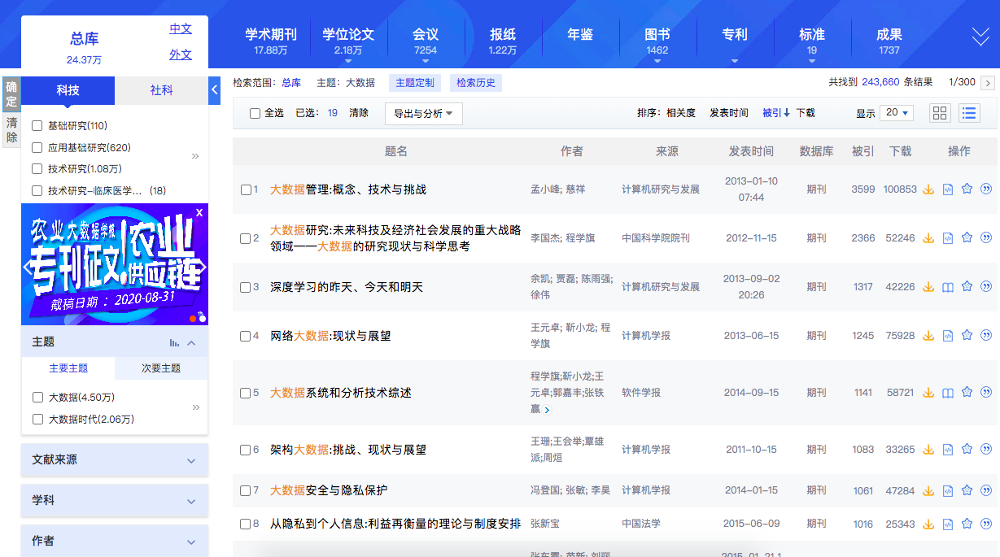 总库
24.37万
中文
外文
学术期刊
17.88万
学位论文
2.18万
会议
7254
报纸
1.22万
年鉴
图书
1462
专利
标准
19
成果
1737
确定
清除
科技
社科
基础研究(110)
应用基础研究(620)
技术研究(1.08万)
技术研究-临床医学... (18)
»
X
农业大数据学报
专刊征文!
农业
供应链
截稿日期：2020-08-31
主题
主要主题
次要主题
大数据(4.50万)
大数据时代(2.06万)
»
文献来源
学科
作者
检索范围: 总库 主题: 大数据 主题定制 检索历史 共找到 243,660 条结果 1/300
全选 已选: 19 清除 导出与分析 排序: 相关度 发表时间 被引↓ 下载 显示 20
题名 作者 来源 发表时间 数据库 被引 下载 操作
1 大数据管理:概念、技术与挑战 孟小峰; 慈祥 计算机研究与发展 2013-01-10 07:44 期刊 3599 100853
2 大数据研究:未来科技及经济社会发展的重大战略
领域——大数据的研究现状与科学思考 李国杰; 程学旗 中国科学院院刊 2012-11-15 期刊 2366 52246
3 深度学习的昨天、今天和明天 余凯; 贾磊; 陈雨强; 徐伟 计算机研究与发展 2013-09-02 20:26 期刊 1317 42226
4 网络大数据:现状与展望 王元卓; 靳小龙; 程学旗 计算机学报 2013-06-15 期刊 1245 75928
5 大数据系统和分析技术综述 程学旗;靳小龙;王元卓;郭嘉丰;张铁赢 软件学报 2014-09-15 期刊 1141 58721
6 架构大数据:挑战、现状与展望 王珊;王会举;覃雄派;周烜 计算机学报 2011-10-15 期刊 1083 33265
7 大数据安全与隐私保护 冯登国; 张敏; 李昊 计算机学报 2014-01-15 期刊 1061 47284
8 从隐私到个人信息:利益再衡量的理论与制度安排 张新宝 中国法学 2015-06-09 期刊 1016 25343